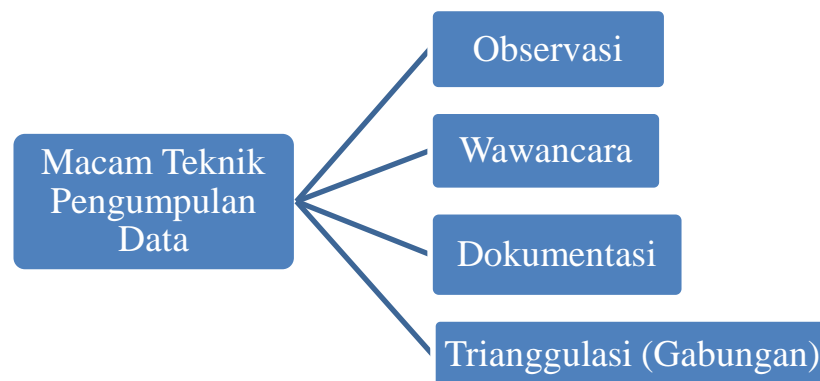 Macam Teknik
Pengumpulan
Data
Observasi
Wawancara
Dokumentasi
Trianggulasi (Gabungan)